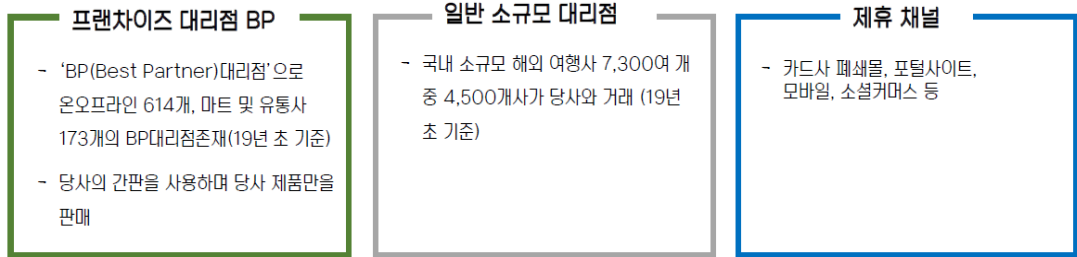 프랜차이즈 대리점 BP
- ‘BP(Best Partner)대리점’으로
온오프라인 614개, 마트 및 유통사
173개의 BP대리점존재(19년 초 기준)
- 당사의 간판을 사용하며 당사 제품만을
판매
일반 소규모 대리점
- 국내 소규모 해외 여행사 7,300여 개
중 4,500개사가 당사와 거래 (19년
초 기준)
제휴 채널
- 카드사 폐쇄몰, 포털사이트,
모바일, 소셜커머스 등